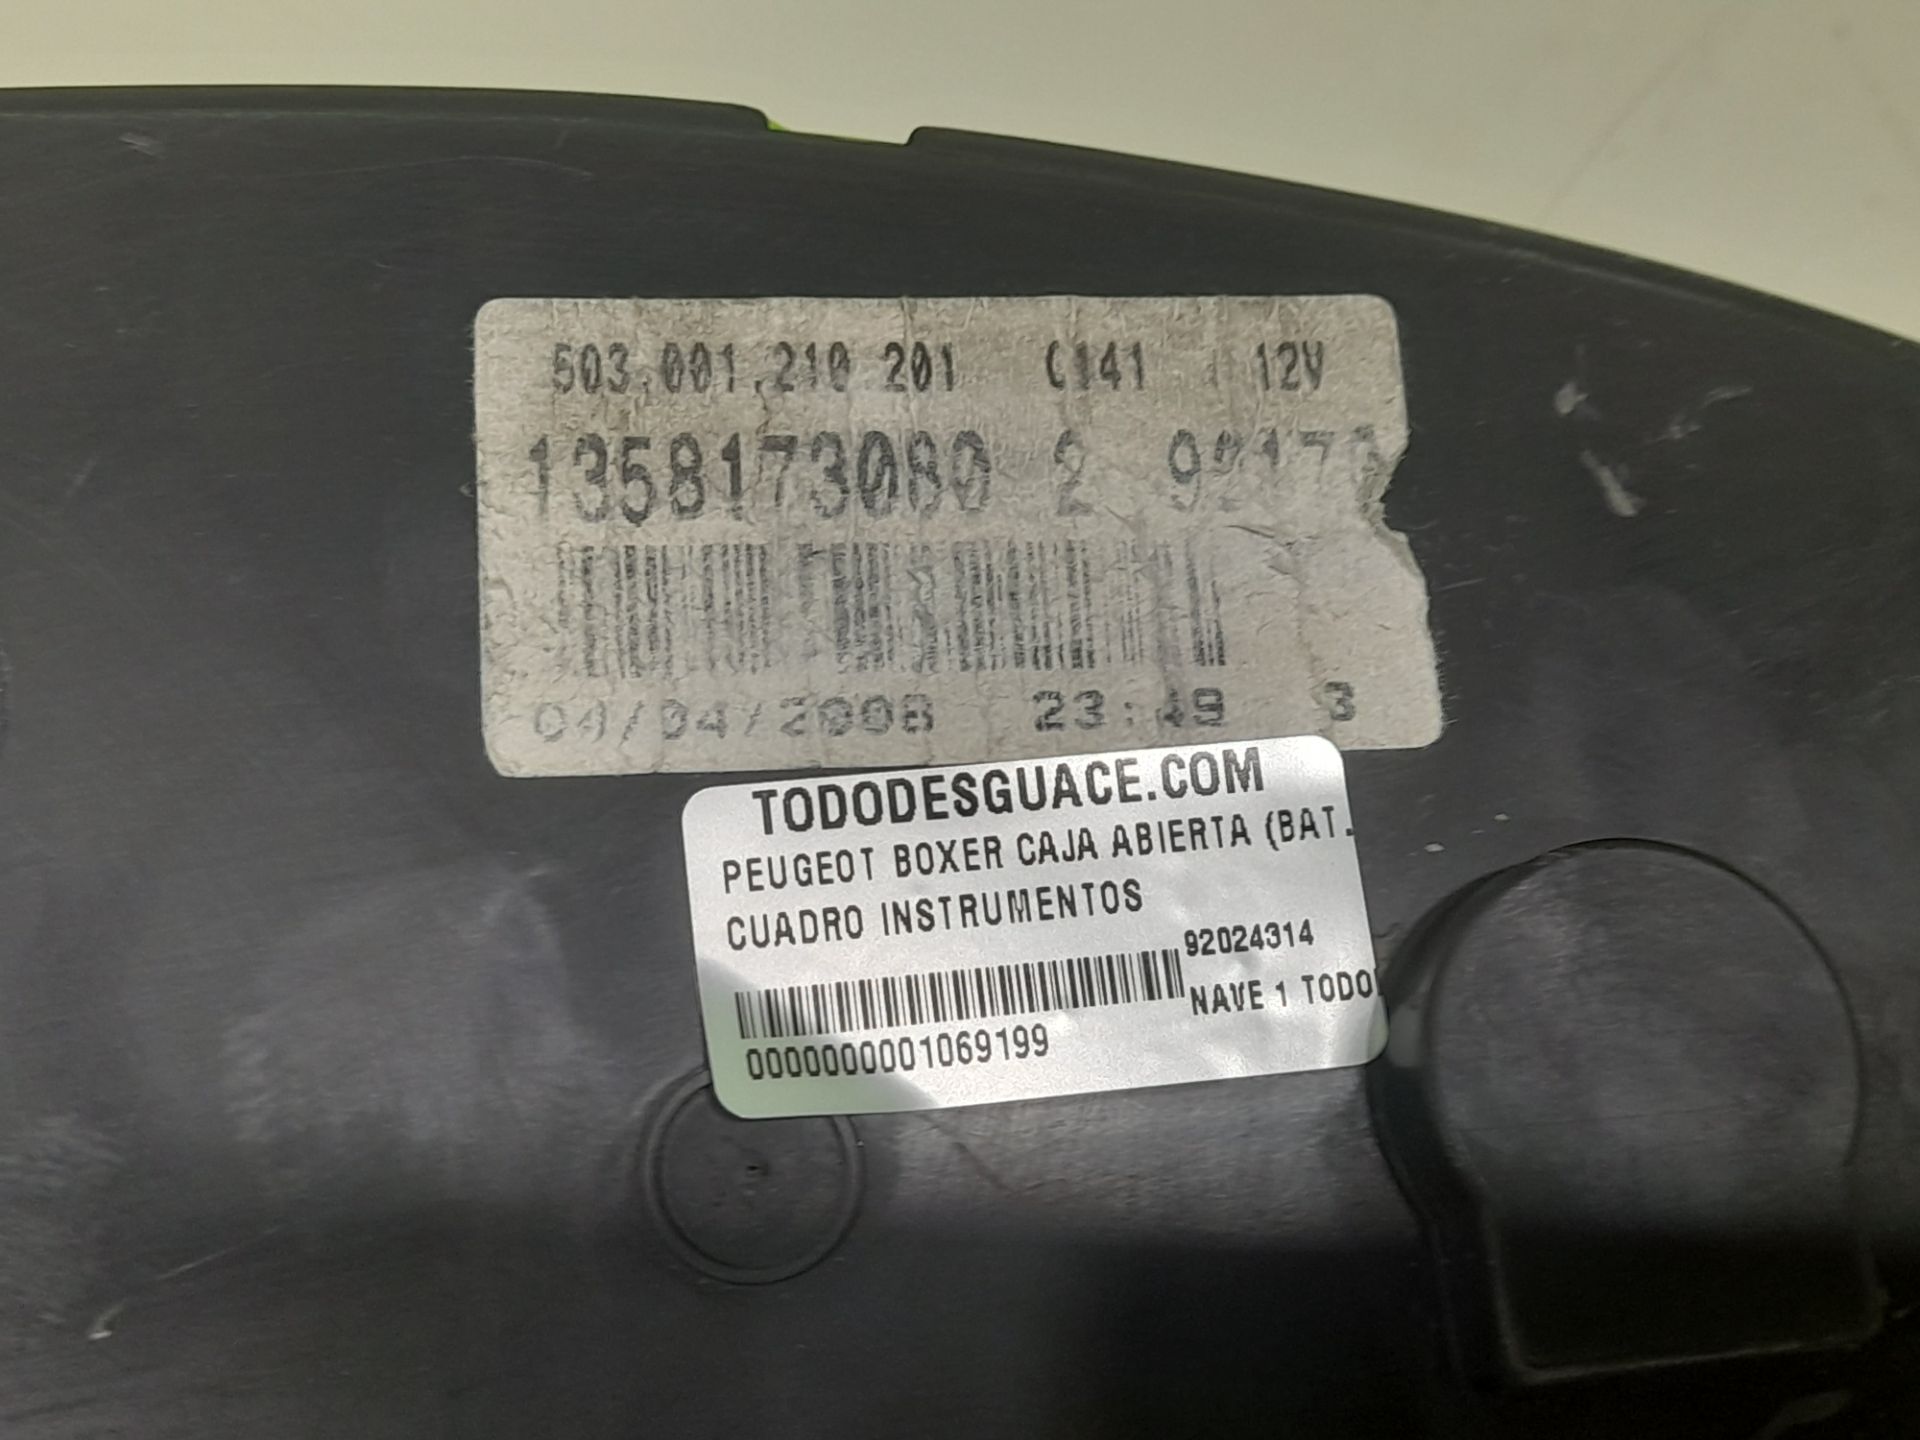 503.001.210.201 C141 12V
1358173080 2
04/04/2008 23:49 3
TODODESGUACE.COM
PEUGEOT BOXER CAJA ABIERTA (BAT.
CUADRO INSTRUMENTOS
92024314
NAVE 1 TODO
0000000001069199